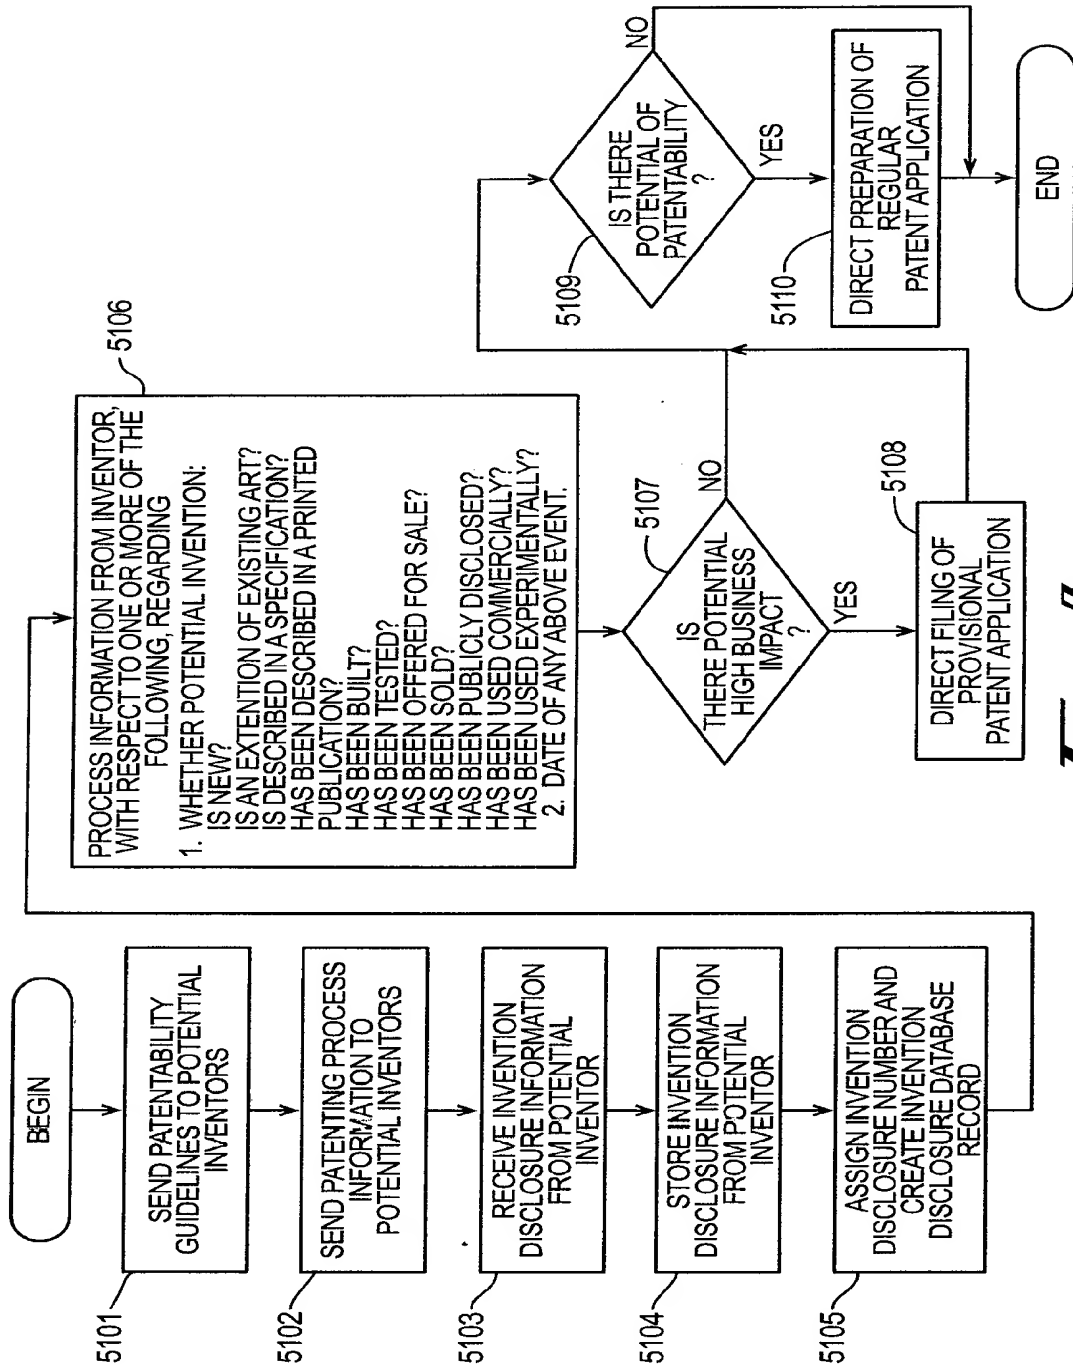 BEGIN
5101
SEND PATENTABILITY
GUIDELINES TO POTENTIAL
INVENTORS
5102
SEND PATENTING PROCESS
INFORMATION TO
POTENTIAL INVENTORS
5103
RECEIVE INVENTION
DISCLOSURE INFORMATION
FROM POTENTIAL
INVENTOR
5104
STORE INVENTION
DISCLOSURE INFORMATION
FROM POTENTIAL
INVENTOR
5105
ASSIGN INVENTION
DISCLOSURE NUMBER AND
CREATE INVENTION
DISCLOSURE DATABASE
RECORD
5106
PROCESS INFORMATION FROM INVENTOR,
WITH RESPECT TO ONE OR MORE OF THE
FOLLOWING, REGARDING
1. WHETHER POTENTIAL INVENTION:
IS NEW?
IS AN EXTENTION OF EXISTING ART?
IS DESCRIBED IN A SPECIFICATION?
HAS BEEN DESCRIBED IN A PRINTED
PUBLICATION?
HAS BEEN BUILT?
HAS BEEN TESTED?
HAS BEEN OFFERED FOR SALE?
HAS BEEN SOLD?
HAS BEEN PUBLICLY DISCLOSED?
HAS BEEN USED COMMERCIALLY?
HAS BEEN USED EXPERIMENTALLY?
2. DATE OF ANY ABOVE EVENT.
5107
IS
THERE POTENTIAL
HIGH BUSINESS
IMPACT
?
NO
YES
5108
DIRECT FILING OF
PROVISIONAL
PATENT APPLICATION
5109
IS THERE
POTENTIAL OF
PATENTABILITY
?
NO
YES
5110
DIRECT PREPARATION OF
REGULAR
PATENT APPLICATION
END